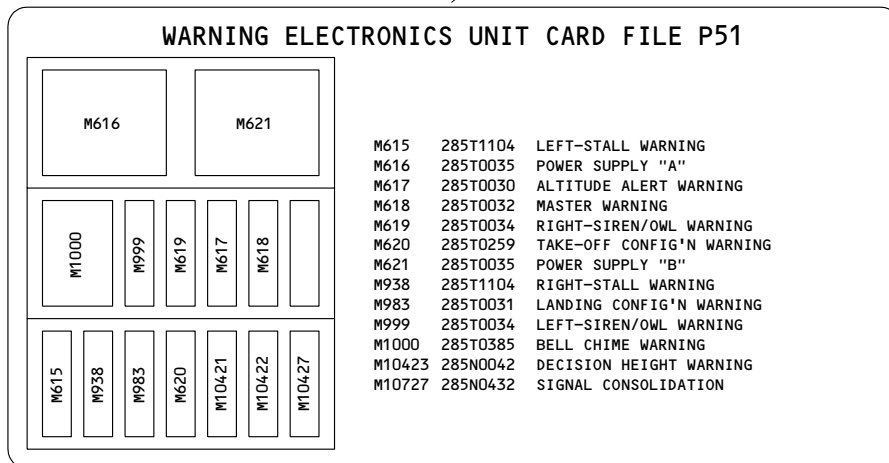 WARNING ELECTRONICS UNIT CARD FILE P51
M616 M621
M1000 M999 M619 M617 M618
M615 M938 M983 M620 M10421 M10422 M10427
M615 285T1104 LEFT-STALL WARNING
M616 285T0035 POWER SUPPLY "A"
M617 285T0030 ALTITUDE ALERT WARNING
M618 285T0032 MASTER WARNING
M619 285T0034 RIGHT-SIREN/OWL WARNING
M620 285T0259 TAKE-OFF CONFIG'N WARNING
M621 285T0035 POWER SUPPLY "B"
M938 285T1104 RIGHT-STALL WARNING
M983 285T0031 LANDING CONFIG'N WARNING
M999 285T0034 LEFT-SIREN/OWL WARNING
M1000 285T0385 BELL CHIME WARNING
M10423 285N0042 DECISION HEIGHT WARNING
M10727 285N0432 SIGNAL CONSOLIDATION